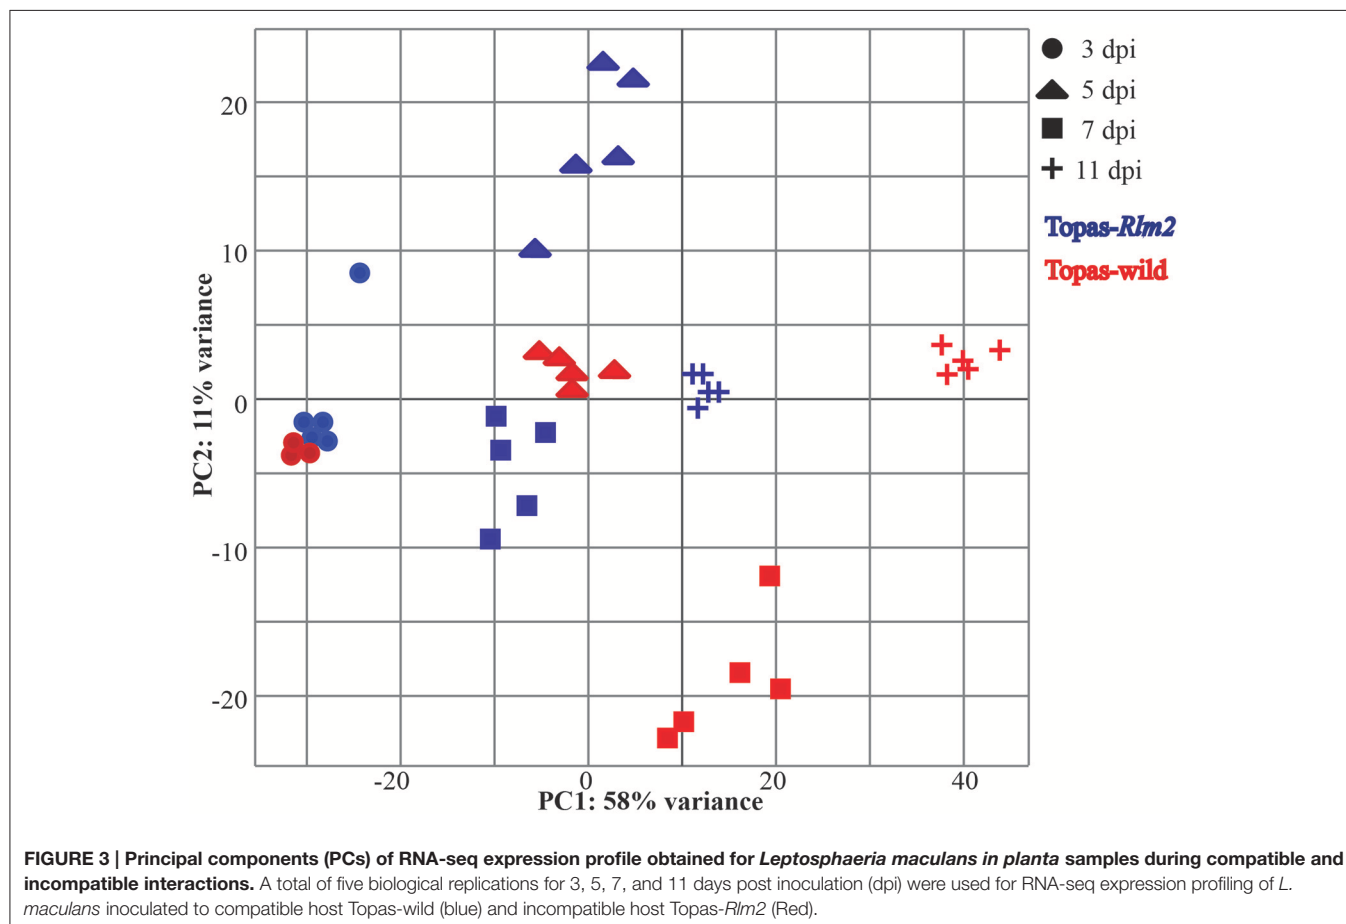 3 dpi
5 dpi
7 dpi
11 dpi
Topas-Rlm2
Topas-wild
PC2: 11% variance
20
10
0
-10
-20
-20
0
20
40
PC1: 58% variance
FIGURE 3 | Principal components (PCs) of RNA-seq expression profile obtained for Leptosphaeria maculans in planta samples during compatible and
incompatible interactions. A total of five biological replications for 3, 5, 7, and 11 days post inoculation (dpi) were used for RNA-seq expression profiling of L.
maculans inoculated to compatible host Topas-wild (blue) and incompatible host Topas-Rlm2 (Red).